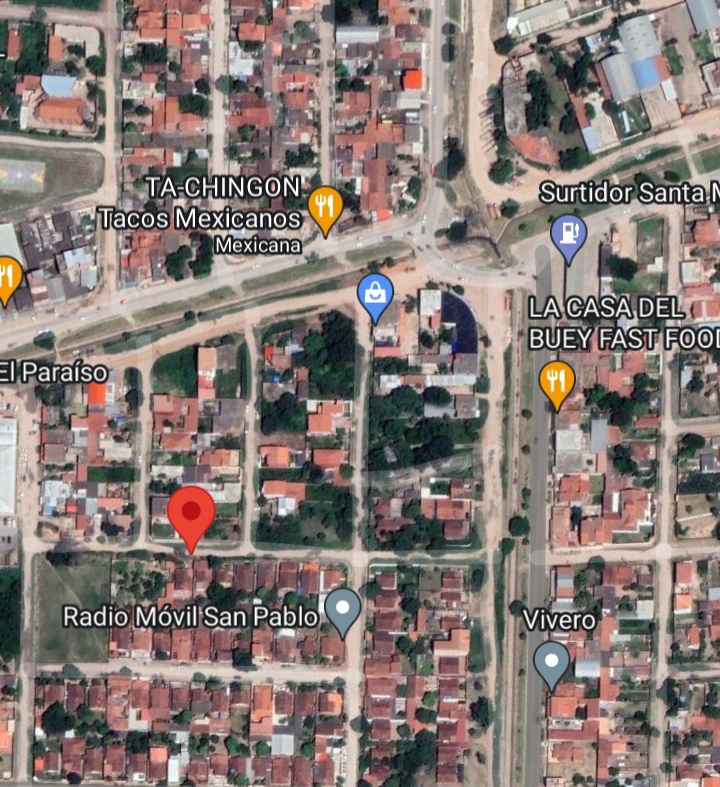 TA-CHINGON
Tacos Mexicanos
Mexicana
Surtidor Santa M
LA CASA DEL
BUEY FAST FOOD
El Paraíso
Radio Móvil San Pablo
Vivero